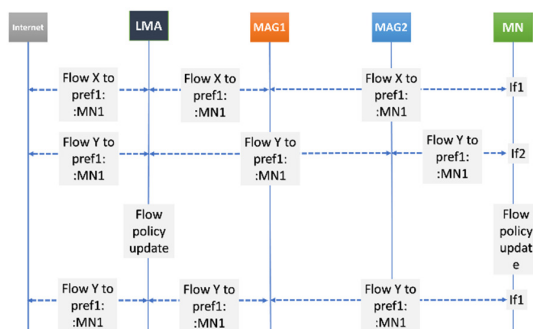 Internet
LMA
MAG1
MAG2
MN
Flow X to
pref1:
:MN1
Flow X to
pref1:
:MN1
Flow X to
pref1:
:MN1
If1
Flow Y to
pref1:
:MN1
Flow Y to
pref1:
:MN1
Flow Y to
pref1:
:MN1
If2
Flow
policy
update
Flow
policy
updat
e
Flow Y to
pref1:
:MN1
Flow Y to
pref1:
:MN1
Flow Y to
pref1:
:MN1
If1